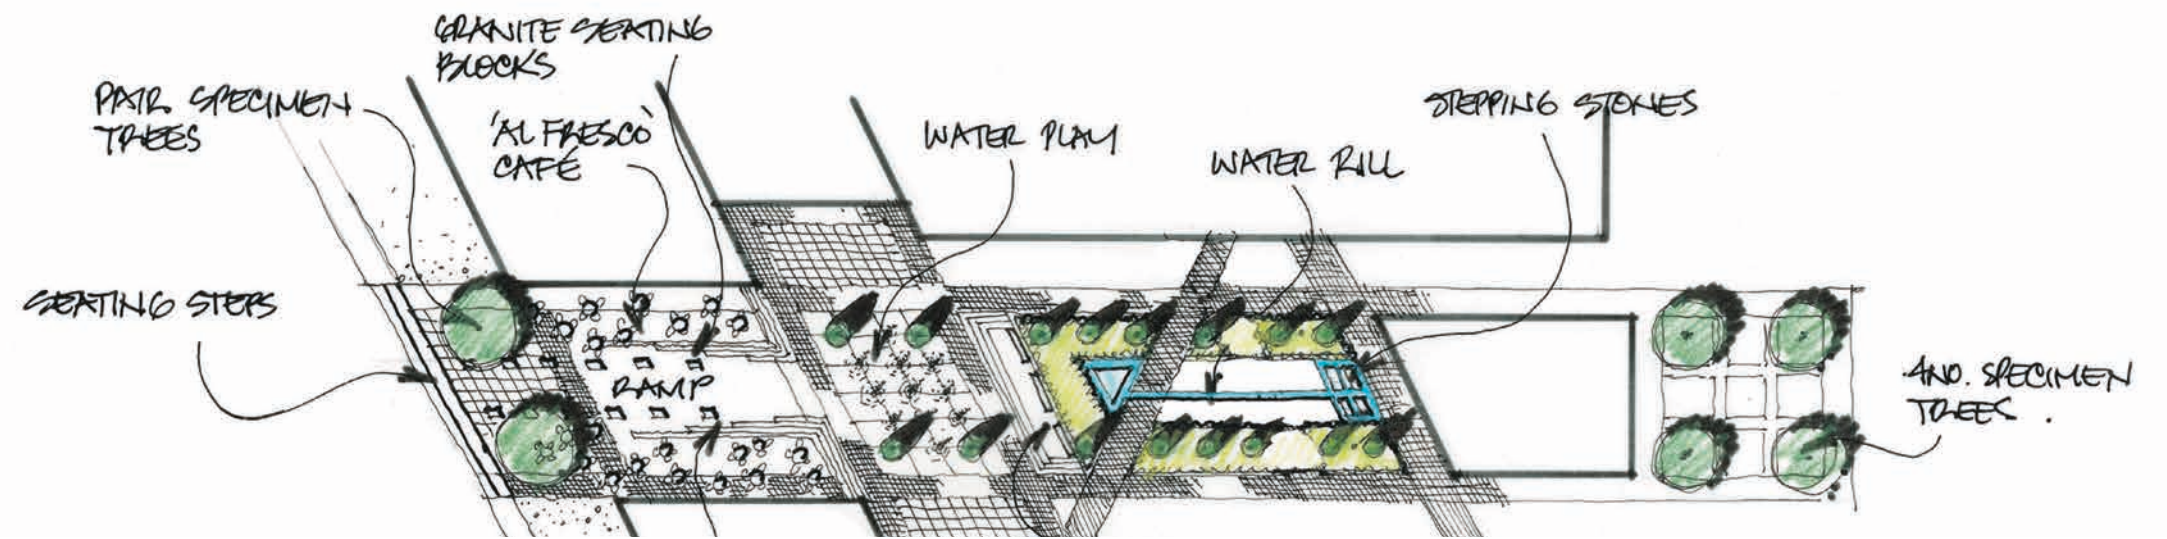 GRANITE SEATING
BLOCKS
PAIR SPECIMEN
TREES
'AL FRESCO'
CAFÉ
WATER PLAY
STEPPING STONES
WATER RILL
SEATING STEPS
RAMP
4NO. SPECIMEN
TREES.